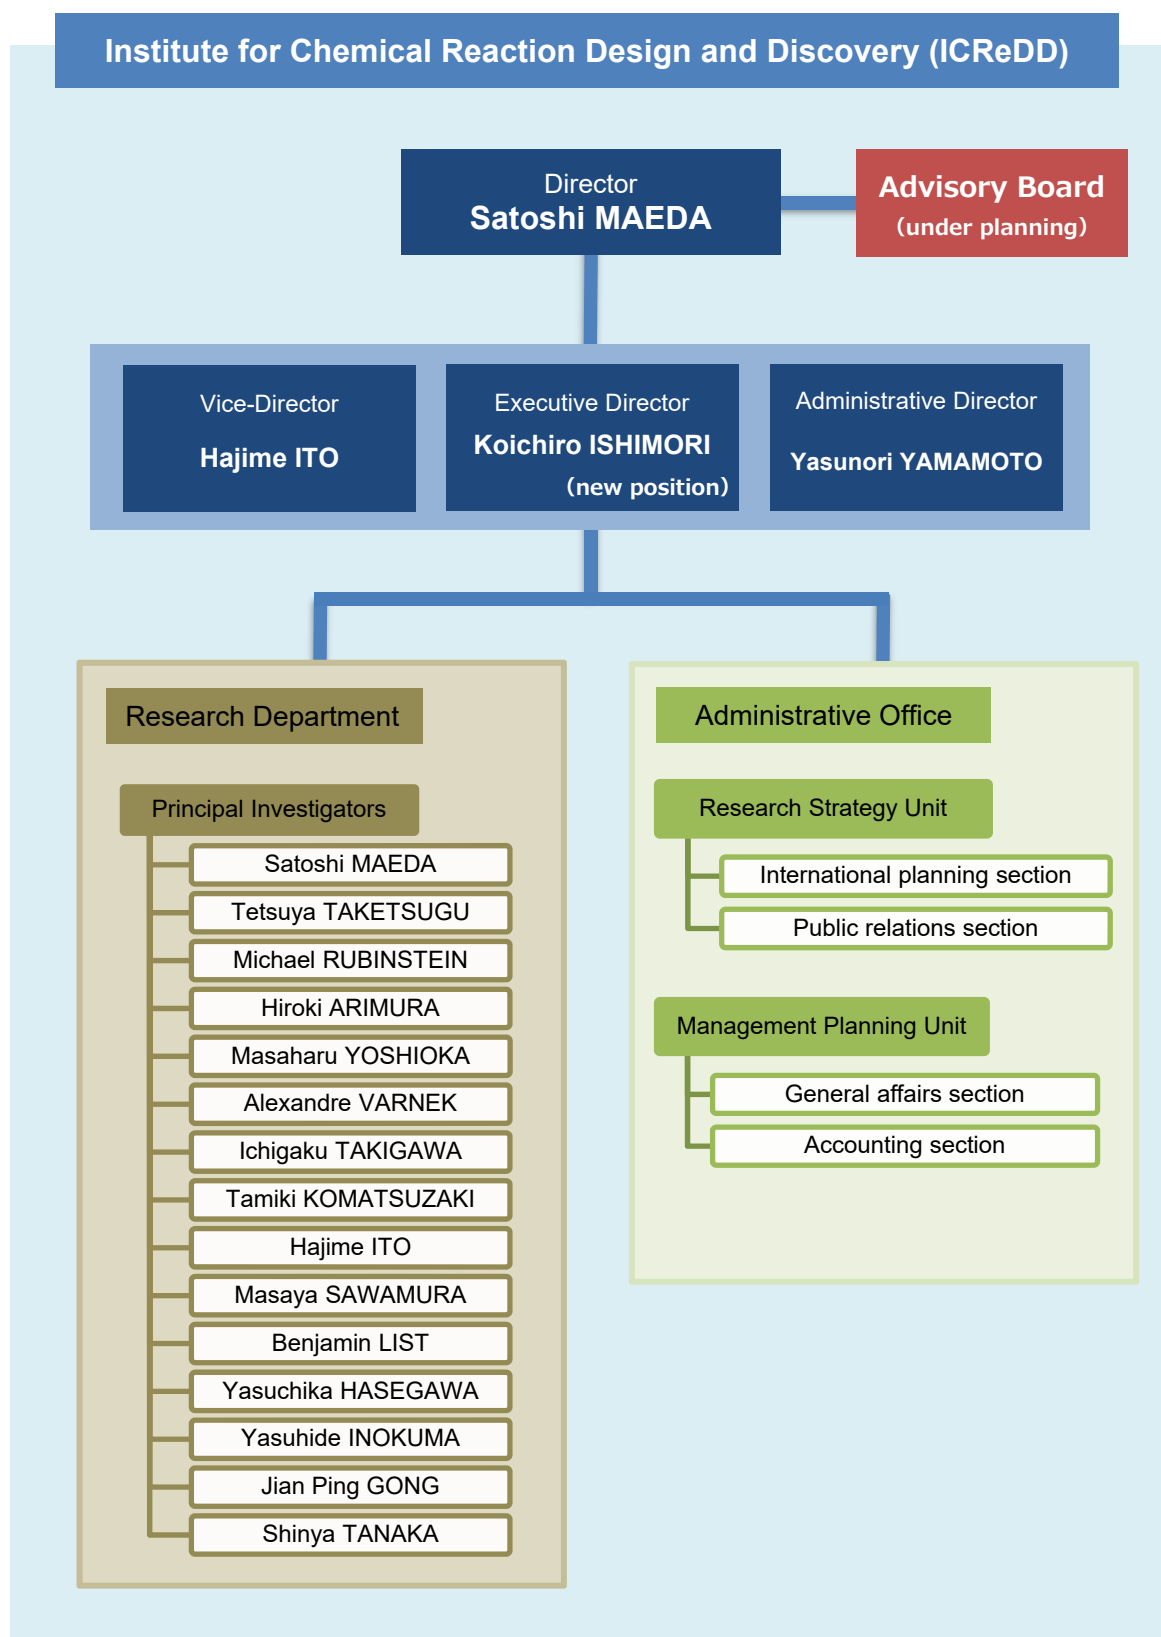 Institute for Chemical Reaction Design and Discovery (ICReDD)
Director
Satoshi MAEDA
Advisory Board
(under planning)
Vice-Director
Hajime ITO
Executive Director
Koichiro ISHIMORI
(new position)
Administrative Director
Yasunori YAMAMOTO
Research Department
Principal Investigators
Satoshi MAEDA
Tetsuya TAKETSUGU
Michael RUBINSTEIN
Hiroki ARIMURA
Masaharu YOSHIOKA
Alexandre VARNEK
Ichigaku TAKIGAWA
Tamiki KOMATSUZAKI
Hajime ITO
Masaya SAWAMURA
Benjamin LIST
Yasuchika HASEGAWA
Yasuhide INOKUMA
Jian Ping GONG
Shinya TANAKA
Administrative Office
Research Strategy Unit
International planning section
Public relations section
Management Planning Unit
General affairs section
Accounting section